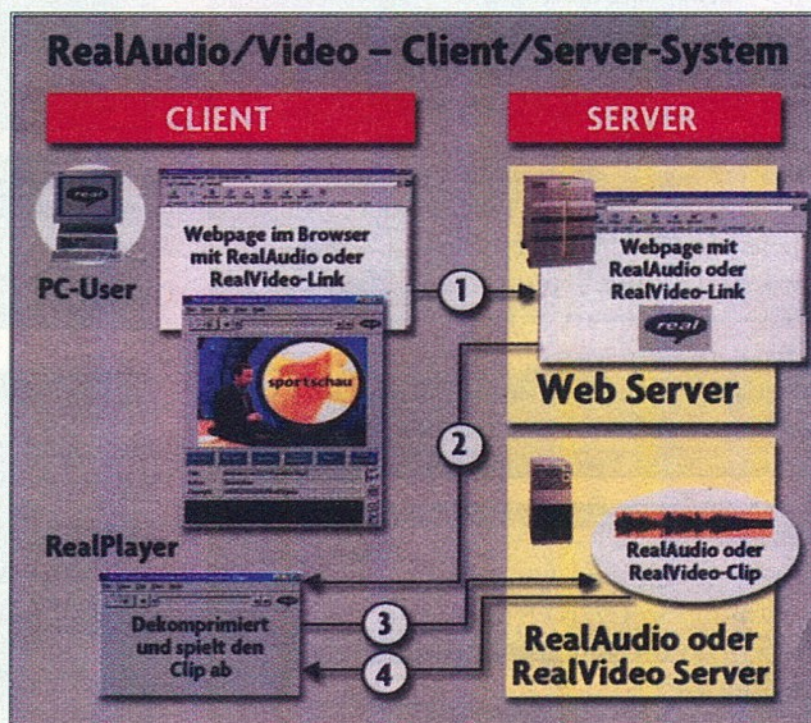 RealAudio/Video – Client/Server-System
CLIENT
SERVER
real
PC-User
Webpage im Browser
mit RealAudio oder
RealVideo-Link
1
Webpage mit
RealAudio oder
RealVideo-Link
real
Web Server
sportschau
2
RealPlayer
Dekomprimiert
und spielt den
Clip ab
3
4
RealAudio oder
RealVideo-Clip
RealAudio oder
RealVideo Server